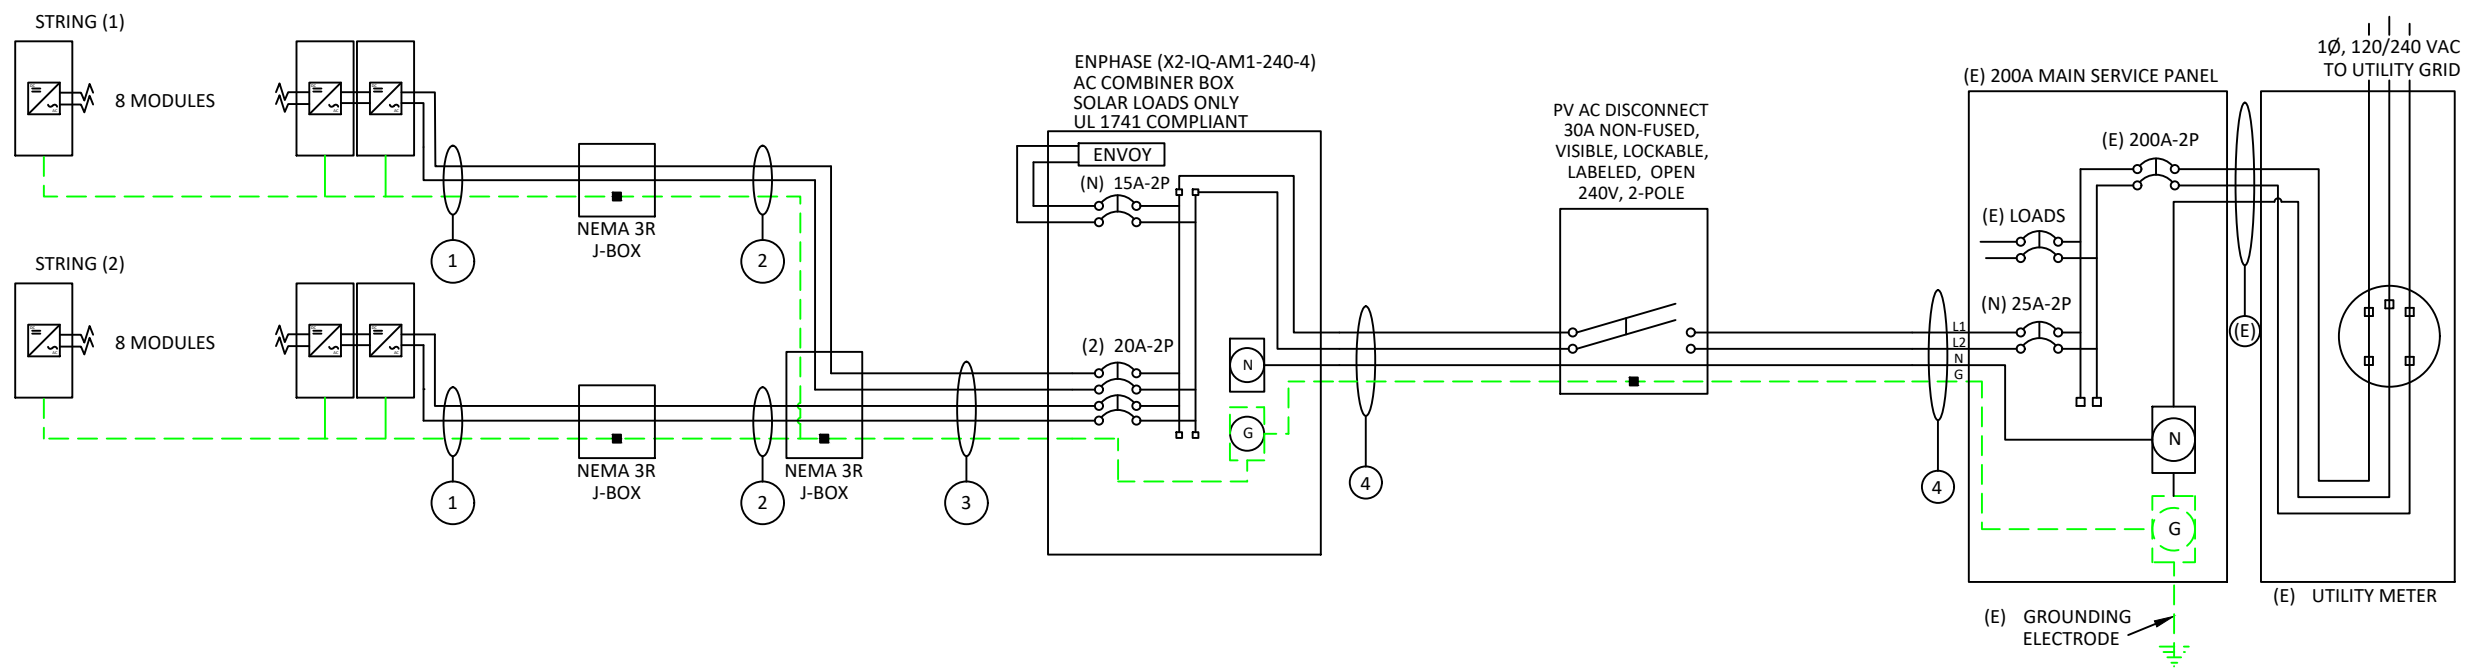 STRING (1)
8 MODULES
1
NEMA 3R
J-BOX
2
STRING (2)
8 MODULES
1
NEMA 3R
J-BOX
2
NEMA 3R
J-BOX
3
ENPHASE (X2-IQ-AM1-240-4)
AC COMBINER BOX
SOLAR LOADS ONLY
UL 1741 COMPLIANT
ENVOY
(N) 15A-2P
(2) 20A-2P
N
G
4
PV AC DISCONNECT
30A NON-FUSED,
VISIBLE, LOCKABLE,
LABELED, OPEN
240V, 2-POLE
L1
L2
N
G
4
(E) 200A MAIN SERVICE PANEL
(E) 200A-2P
(E) LOADS
(N) 25A-2P
N
G
(E)
1Ø, 120/240 VAC
TO UTILITY GRID
(E) UTILITY METER
(E) GROUNDING
ELECTRODE